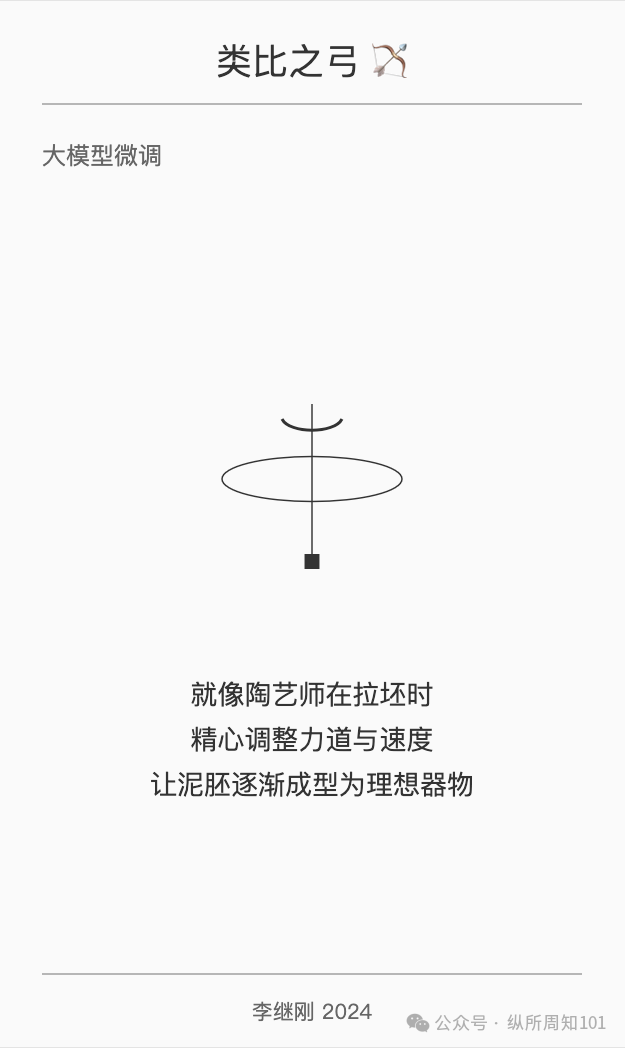 类比之弓 🏹
大模型微调
就像陶艺师在拉坯时
精心调整力道与速度
让泥胚逐渐成型为理想器物
李继刚 2024
公众号 · 纵所周知101